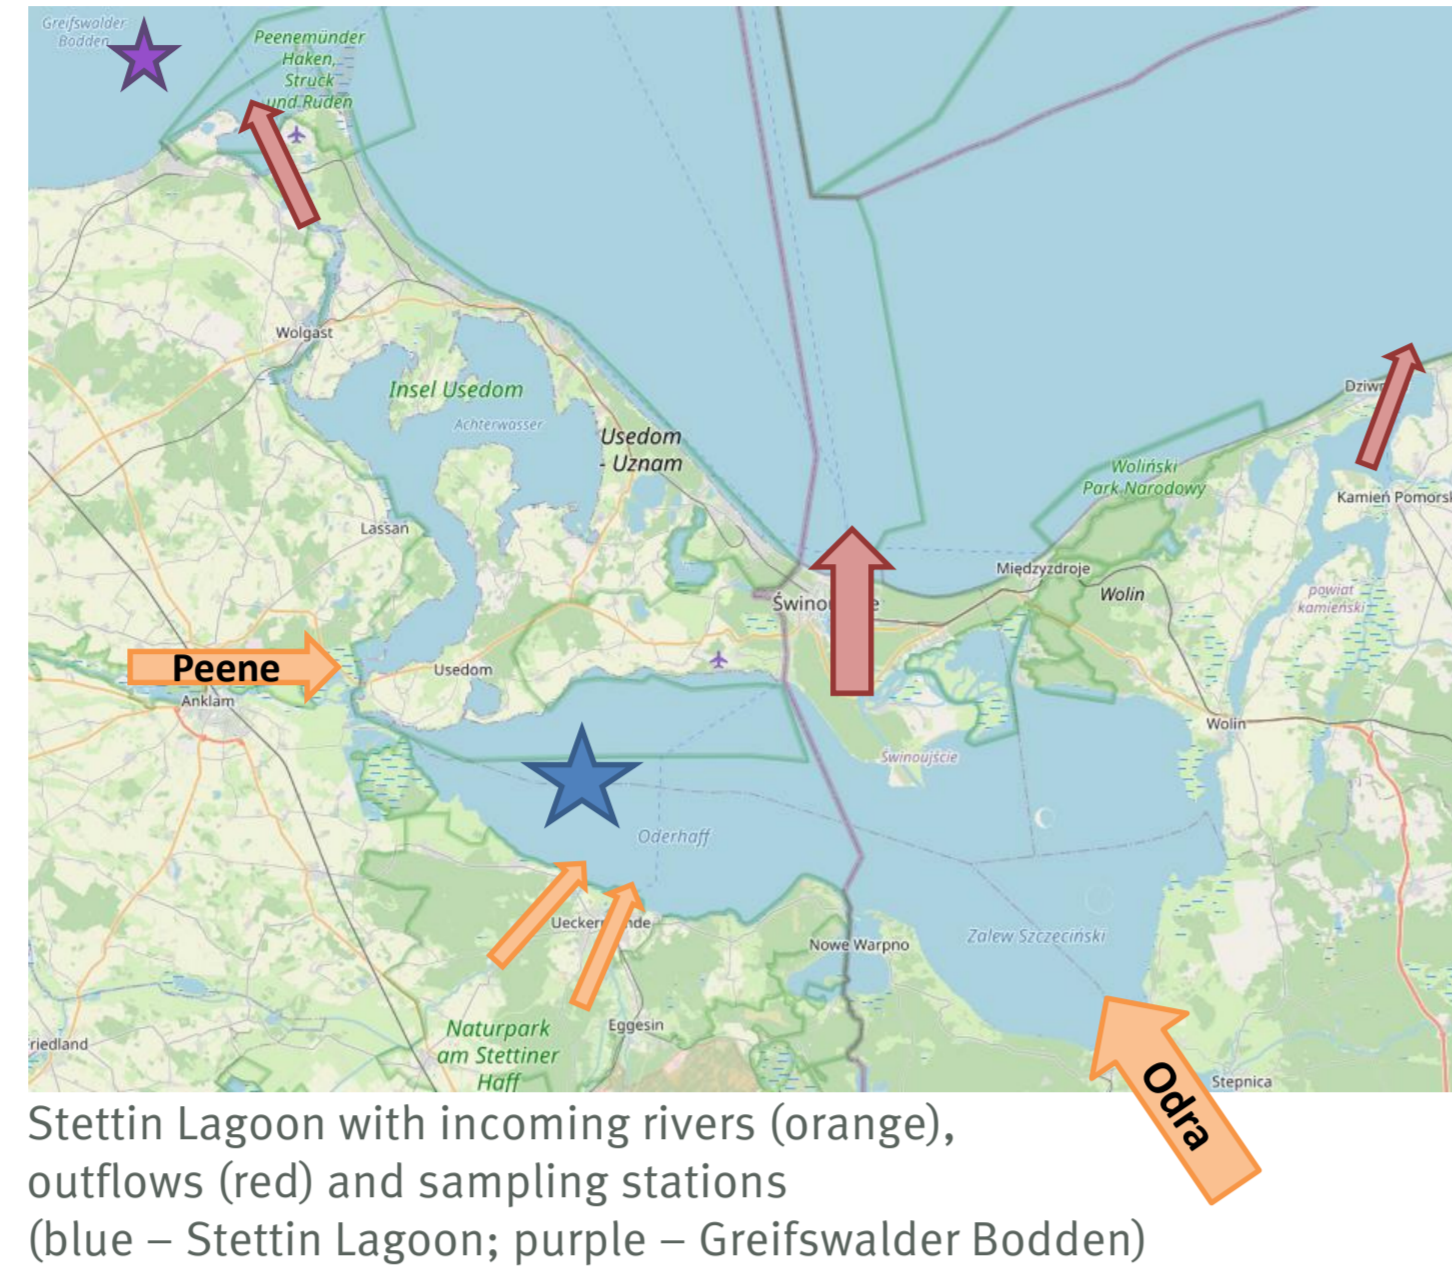 Greifswalder
Bodden
Peenemünder
Haken,
Struck
und Ruden
Wolgast
Insel Usedom
Achterwasser
Usedom
- Uznam
Lassan
Woliński
Park Narodowy
Kamień Pomorsk
Międzyzdroje
Wolin
powiat
kamieński
Peene
Usedom
Anklam
Wolin
Świnoujście
Oderhaff
Nowe Warpno
Zalew Szczeciński
Eggesin
Naturpark
am Stettiner
Haff
riedland
Stepnica
Odra
Stettin Lagoon with incoming rivers (orange),
outflows (red) and sampling stations
(blue – Stettin Lagoon; purple – Greifswalder Bodden)